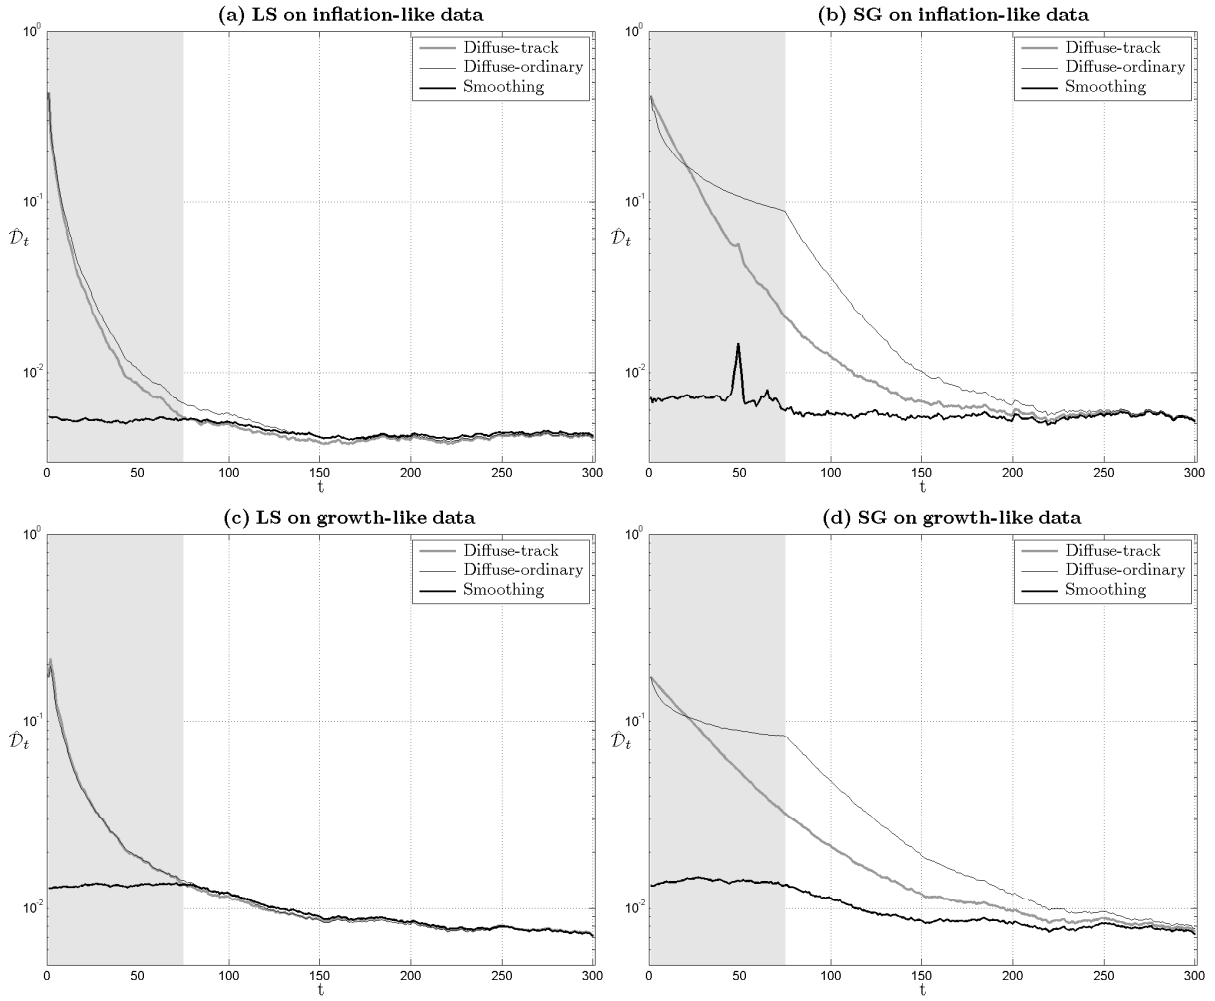 (a) LS on inflation-like data
10^0
10^-1
10^-2
𝒟̂_t
Diffuse-track
Diffuse-ordinary
Smoothing
0 50 100 150 200 250 300
t
(b) SG on inflation-like data
10^0
10^-1
10^-2
𝒟̂_t
Diffuse-track
Diffuse-ordinary
Smoothing
0 50 100 150 200 250 300
t
(c) LS on growth-like data
10^0
10^-1
10^-2
𝒟̂_t
Diffuse-track
Diffuse-ordinary
Smoothing
0 50 100 150 200 250 300
t
(d) SG on growth-like data
10^0
10^-1
10^-2
𝒟̂_t
Diffuse-track
Diffuse-ordinary
Smoothing
0 50 100 150 200 250 300
t